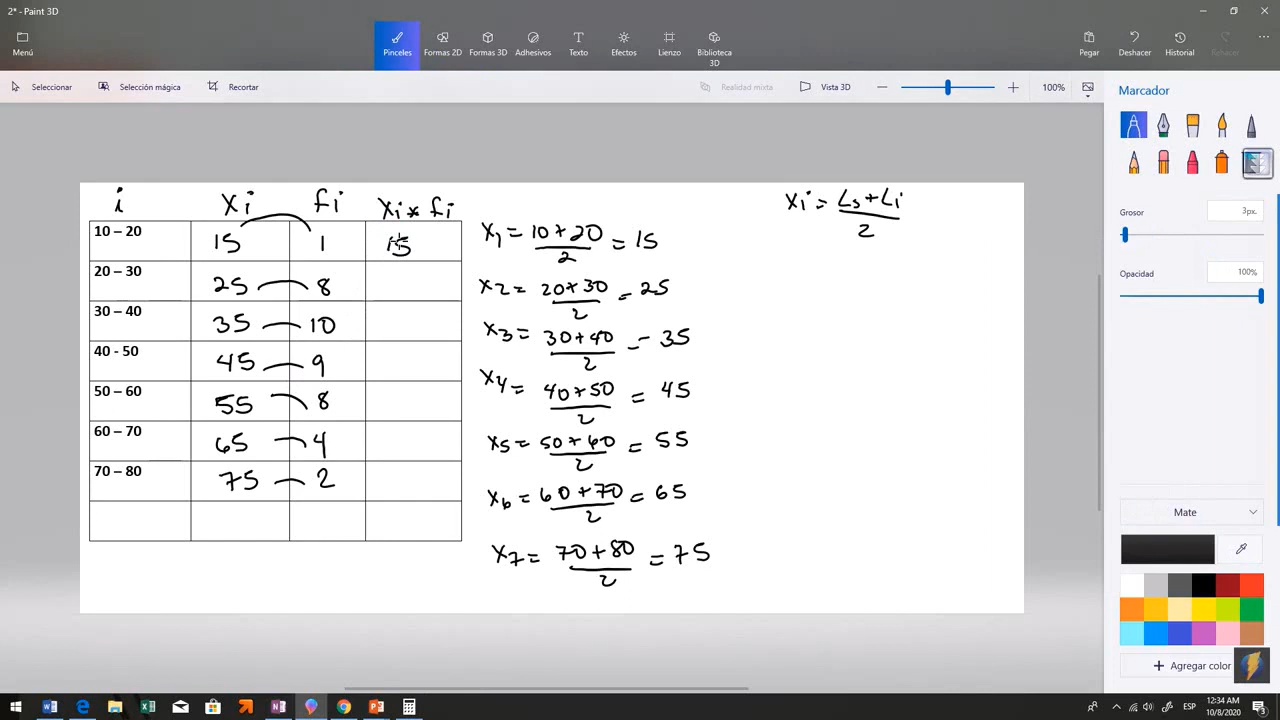 2* - Paint 3D
Menú
Pinceles
Formas 2D
Formas 3D
Adhesivos
Texto
Efectos
Lienzo
Biblioteca 3D
Pegar
Deshacer
Historial
Rehacer
Seleccionar
Selección mágica
Recortar
Realidad mixta
Vista 3D
100%
Marcador
Grosor
3px.
Opacidad
100%
Mate
Agregar color
i Xi fi Xi * fi
10 – 20 15 1 15
20 – 30 25 8
30 – 40 35 10
40 - 50 45 9
50 – 60 55 8
60 – 70 65 4
70 – 80 75 2
X1 = 10+20/2 = 15
X2 = 20+30/2 = 25
X3 = 30+40/2 = - 35
X4 = 40+50/2 = 45
X5 = 50+60/2 = 55
X6 = 60+70/2 = 65
X7 = 70+80/2 = 75
Xi = Ls+Li/2
ESP
12:34 AM
10/8/2020
3